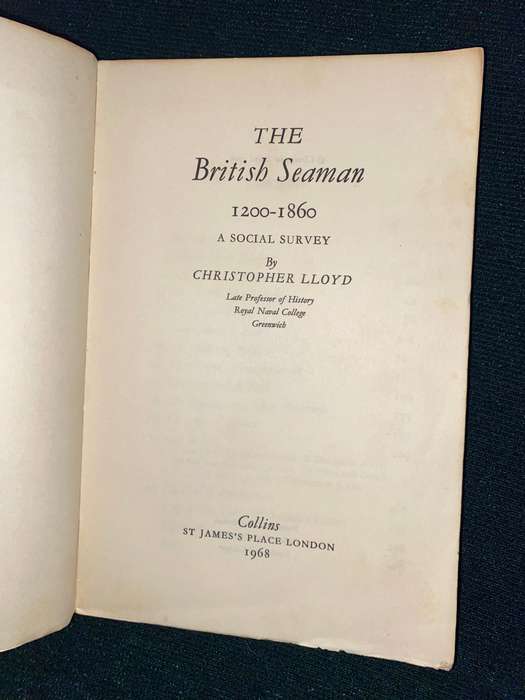 THE
British Seaman
1200-1860
A SOCIAL SURVEY
By
CHRISTOPHER LLOYD
Late Professor of History
Royal Naval College
Greenwich
Collins
ST JAMES'S PLACE LONDON
1968